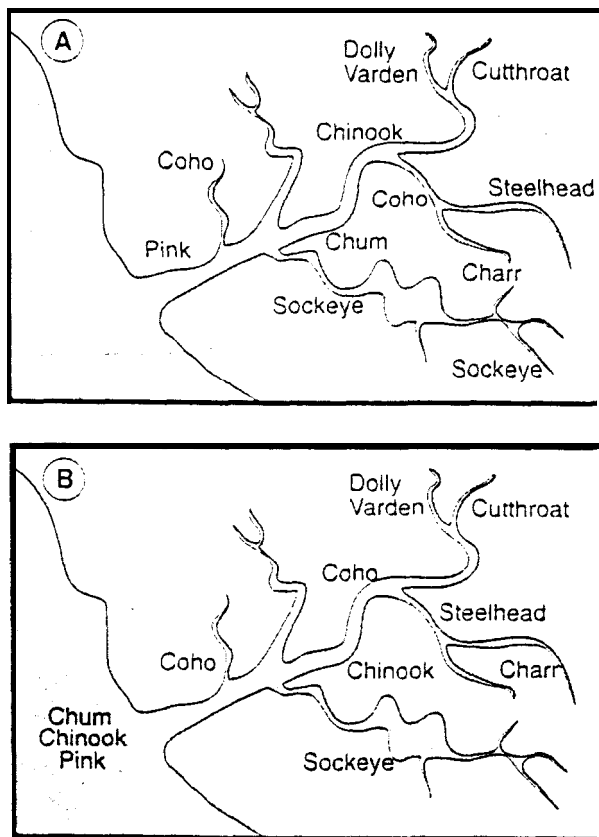 A
Dolly
Varden
Cutthroat
Chinook
Coho
Steelhead
Coho
Pink
Chum
Charr
Sockeye
Sockeye
B
Dolly
Varden
Cutthroat
Coho
Steelhead
Coho
Chinook
Charr
Chum
Chinook
Pink
Sockeye